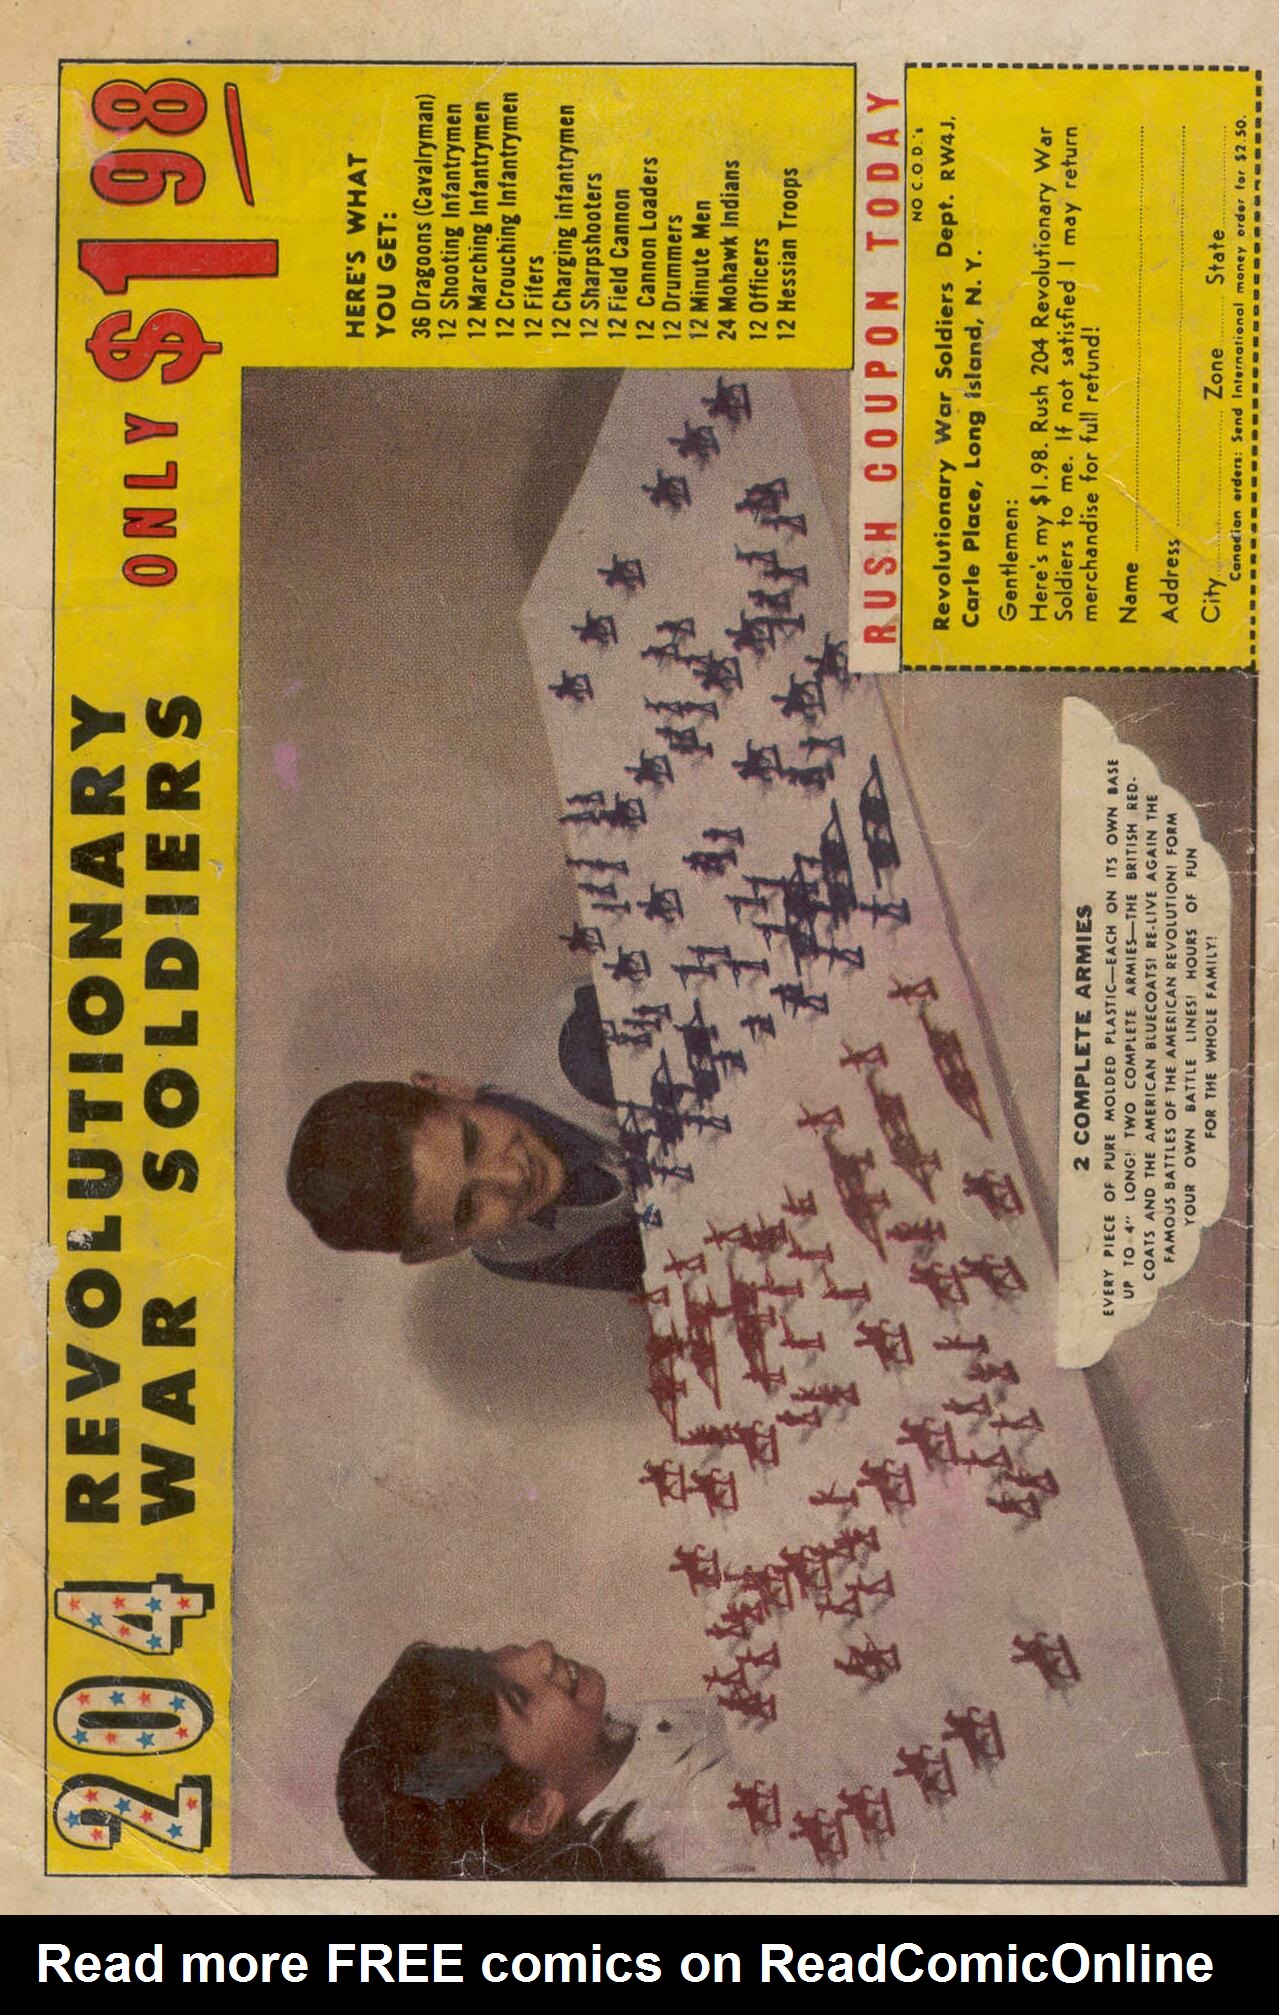 204 REVOLUTIONARY
WAR SOLDIERS
ONLY $1 98
HERE'S WHAT
YOU GET:
36 Dragoons (Cavalryman)
12 Shooting Infantrymen
12 Marching Infantrymen
12 Crouching Infantrymen
12 Fifers
12 Charging infantrymen
12 Sharpshooters
12 Field Cannon
12 Cannon Loaders
12 Drummers
12 Minute Men
24 Mohawk Indians
12 Officers
12 Hessian Troops
2 COMPLETE ARMIES
EVERY PIECE OF PURE MOLDED PLASTIC—EACH ON ITS OWN BASE
UP TO 4" LONG! TWO COMPLETE ARMIES—THE BRITISH RED-
COATS AND THE AMERICAN BLUECOATS! RE-LIVE AGAIN THE
FAMOUS BATTLES OF THE AMERICAN REVOLUTION! FORM
YOUR OWN BATTLE LINES! HOURS OF FUN
FOR THE WHOLE FAMILY!
RUSH COUPON TODAY
NO C.O.D.'s
Revolutionary War Soldiers Dept. RW4J,
Carle Place, Long Island, N. Y.
Gentlemen:
Here's my $1.98. Rush 204 Revolutionary War
Soldiers to me. If not satisfied I may return
merchandise for full refund!
Name
Address
City Zone State
Canadian orders: Send International money order for $2.50.
Read more FREE comics on ReadComicOnline